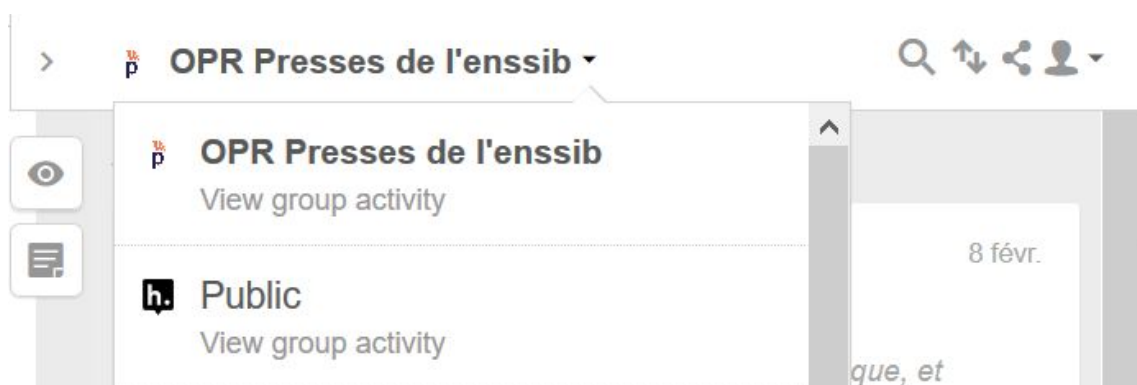 OPR Presses de l'enssib
OPR Presses de l'enssib
View group activity
8 févr.
h. Public
View group activity
que, et